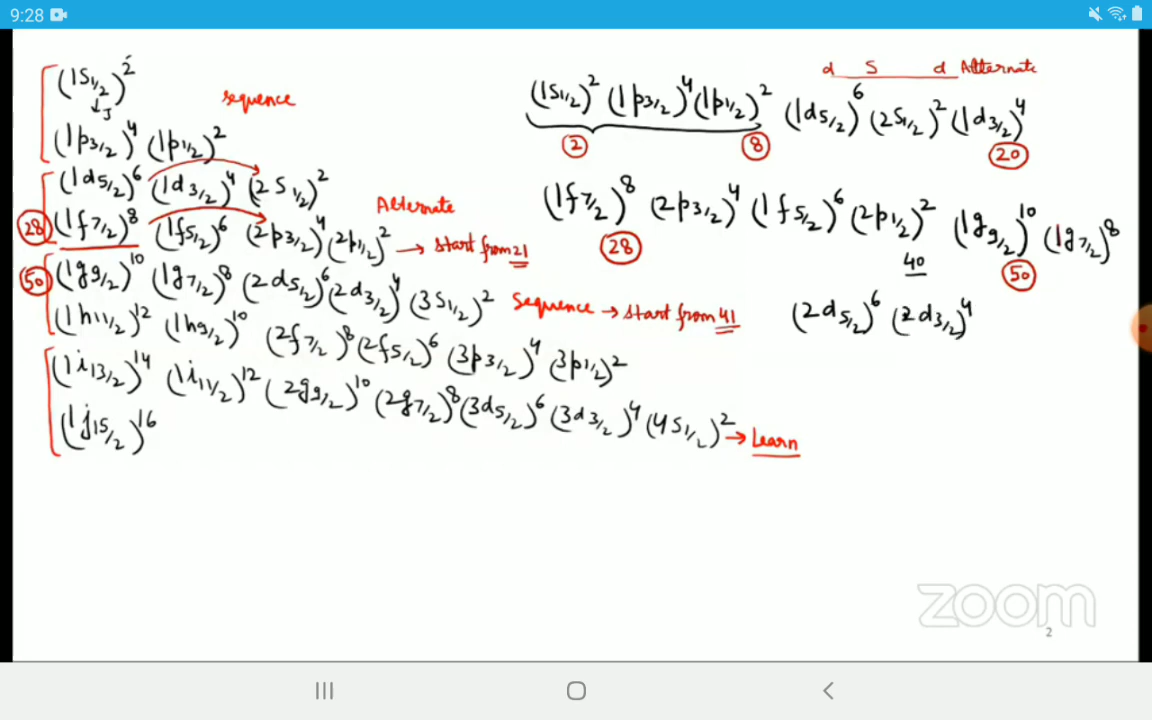 9:28
(1s1/2)² sequence
↓J
(1p3/2)⁴ (1p1/2)²
(1d5/2)⁶ (1d3/2)⁴ (2s1/2)²
28 (1f7/2)⁸ (1f5/2)⁶ (2p3/2)⁴ (2p1/2)² Alternate → start from 21
50 (1g9/2)¹⁰ (1g7/2)⁸ (2d5/2)⁶ (2d3/2)⁴ (3s1/2)² Sequence → start from 41
(1h11/2)¹² (1h9/2)¹⁰ (2f7/2)⁸ (2f5/2)⁶ (3p3/2)⁴ (3p1/2)²
(1i13/2)¹⁴ (1i11/2)¹² (2g9/2)¹⁰ (2g7/2)⁸ (3d5/2)⁶ (3d3/2)⁴ (4s1/2)² → Learn
(1j15/2)¹⁶
d S d Altternate
(1s1/2)² (1p3/2)⁴ (1p1/2)² (1d5/2)⁶ (2s1/2)² (1d3/2)⁴
2 8 20
(1f7/2)⁸ (2p3/2)⁴ (1f5/2)⁶ (2p1/2)² (1g9/2)¹⁰ (1g7/2)⁸
28 40 50
(2d5/2)⁶ (2d3/2)⁴
zoom
2